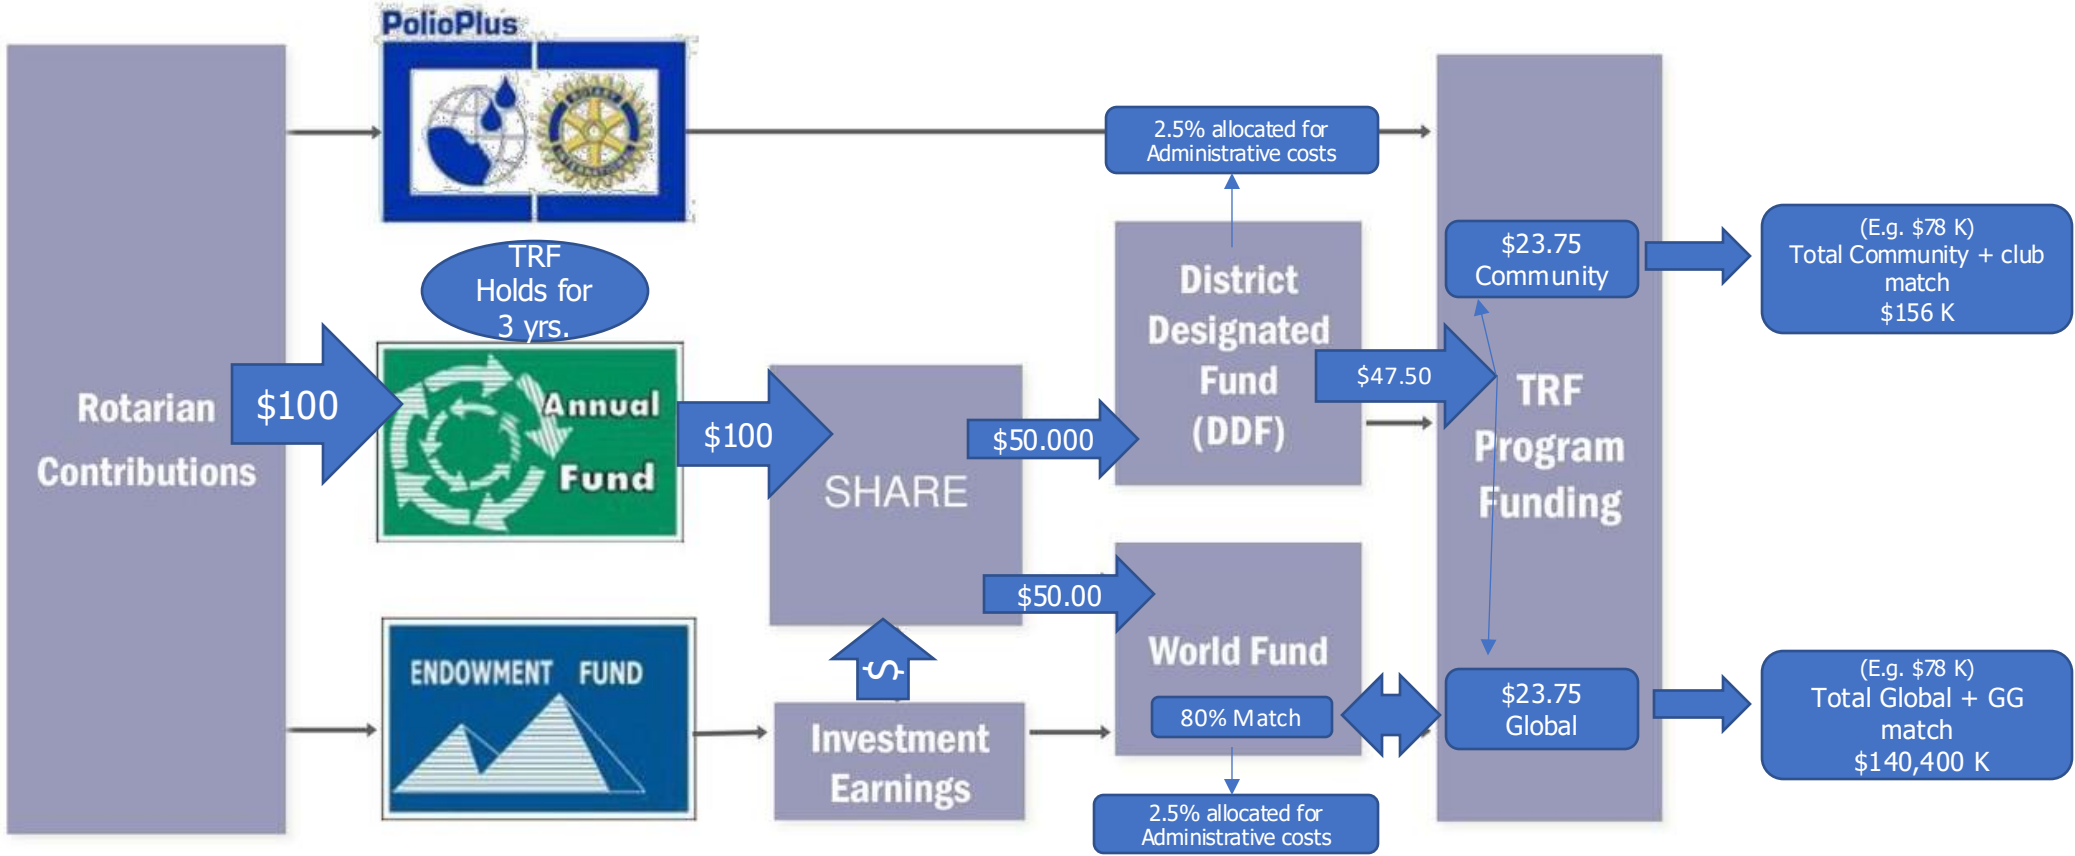 PolioPlus
ROTARY
INTERNATIONAL
2.5% allocated for
Administrative costs
TRF
Holds for
3 yrs.
Rotarian
Contributions
$100
Annual
Fund
$100
SHARE
$50.000
$50.00
District
Designated
Fund
(DDF)
$47.50
$23.75
Community
TRF
Program
Funding
(E.g. $78 K)
Total Community + club
match
$156 K
ENDOWMENT FUND
$
Investment
Earnings
World Fund
80% Match
2.5% allocated for
Administrative costs
$23.75
Global
(E.g. $78 K)
Total Global + GG
match
$140,400 K